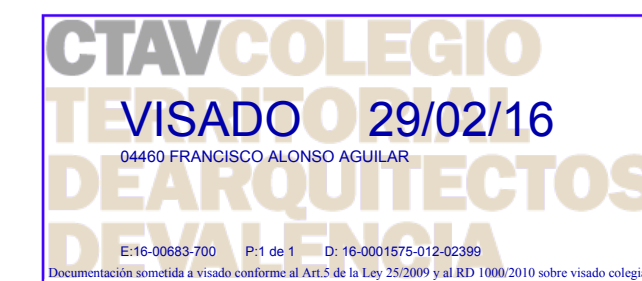 CTAVCOLEGIO
TERRITORIAL
DEARQUITECTOS
DEVALENCIA
VISADO 29/02/16
04460 FRANCISCO ALONSO AGUILAR
E:16-00683-700 P:1 de 1 D: 16-0001575-012-02399
Documentación sometida a visado conforme al Art.5 de la Ley 25/2009 y al RD 1000/2010 sobre visado colegia